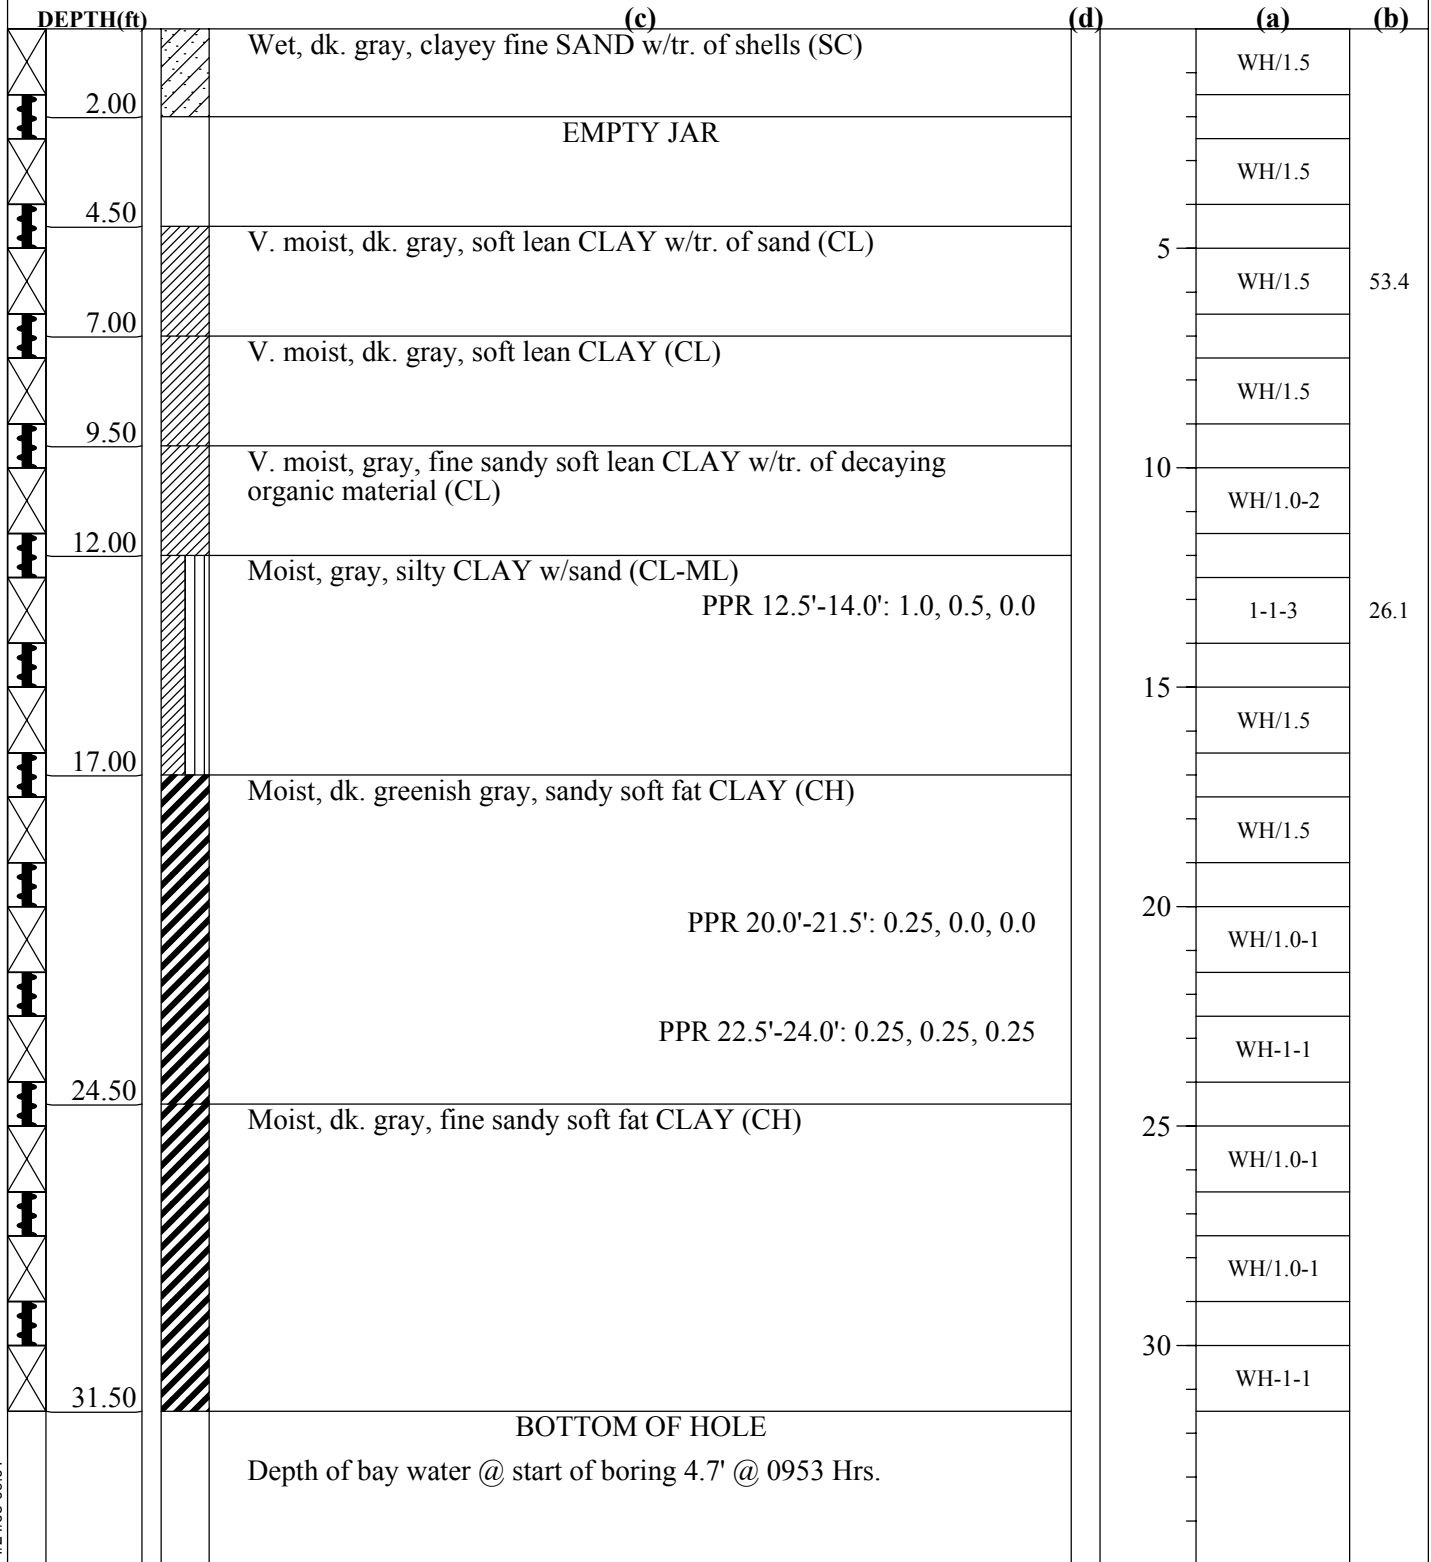 DEPTH(ft) (c) (d) (a) (b)
Wet, dk. gray, clayey fine SAND w/tr. of shells (SC)
WH/1.5
2.00
EMPTY JAR
WH/1.5
4.50
V. moist, dk. gray, soft lean CLAY w/tr. of sand (CL)
5
WH/1.5 53.4
7.00
V. moist, dk. gray, soft lean CLAY (CL)
WH/1.5
9.50
V. moist, gray, fine sandy soft lean CLAY w/tr. of decaying
organic material (CL)
10
WH/1.0-2
12.00
Moist, gray, silty CLAY w/sand (CL-ML)
PPR 12.5'-14.0': 1.0, 0.5, 0.0
1-1-3 26.1
15
WH/1.5
17.00
Moist, dk. greenish gray, sandy soft fat CLAY (CH)
WH/1.5
20
PPR 20.0'-21.5': 0.25, 0.0, 0.0
WH/1.0-1
PPR 22.5'-24.0': 0.25, 0.25, 0.25
WH-1-1
24.50
Moist, dk. gray, fine sandy soft fat CLAY (CH)
25
WH/1.0-1
WH/1.0-1
30
WH-1-1
31.50
BOTTOM OF HOLE
Depth of bay water @ start of boring 4.7' @ 0953 Hrs.